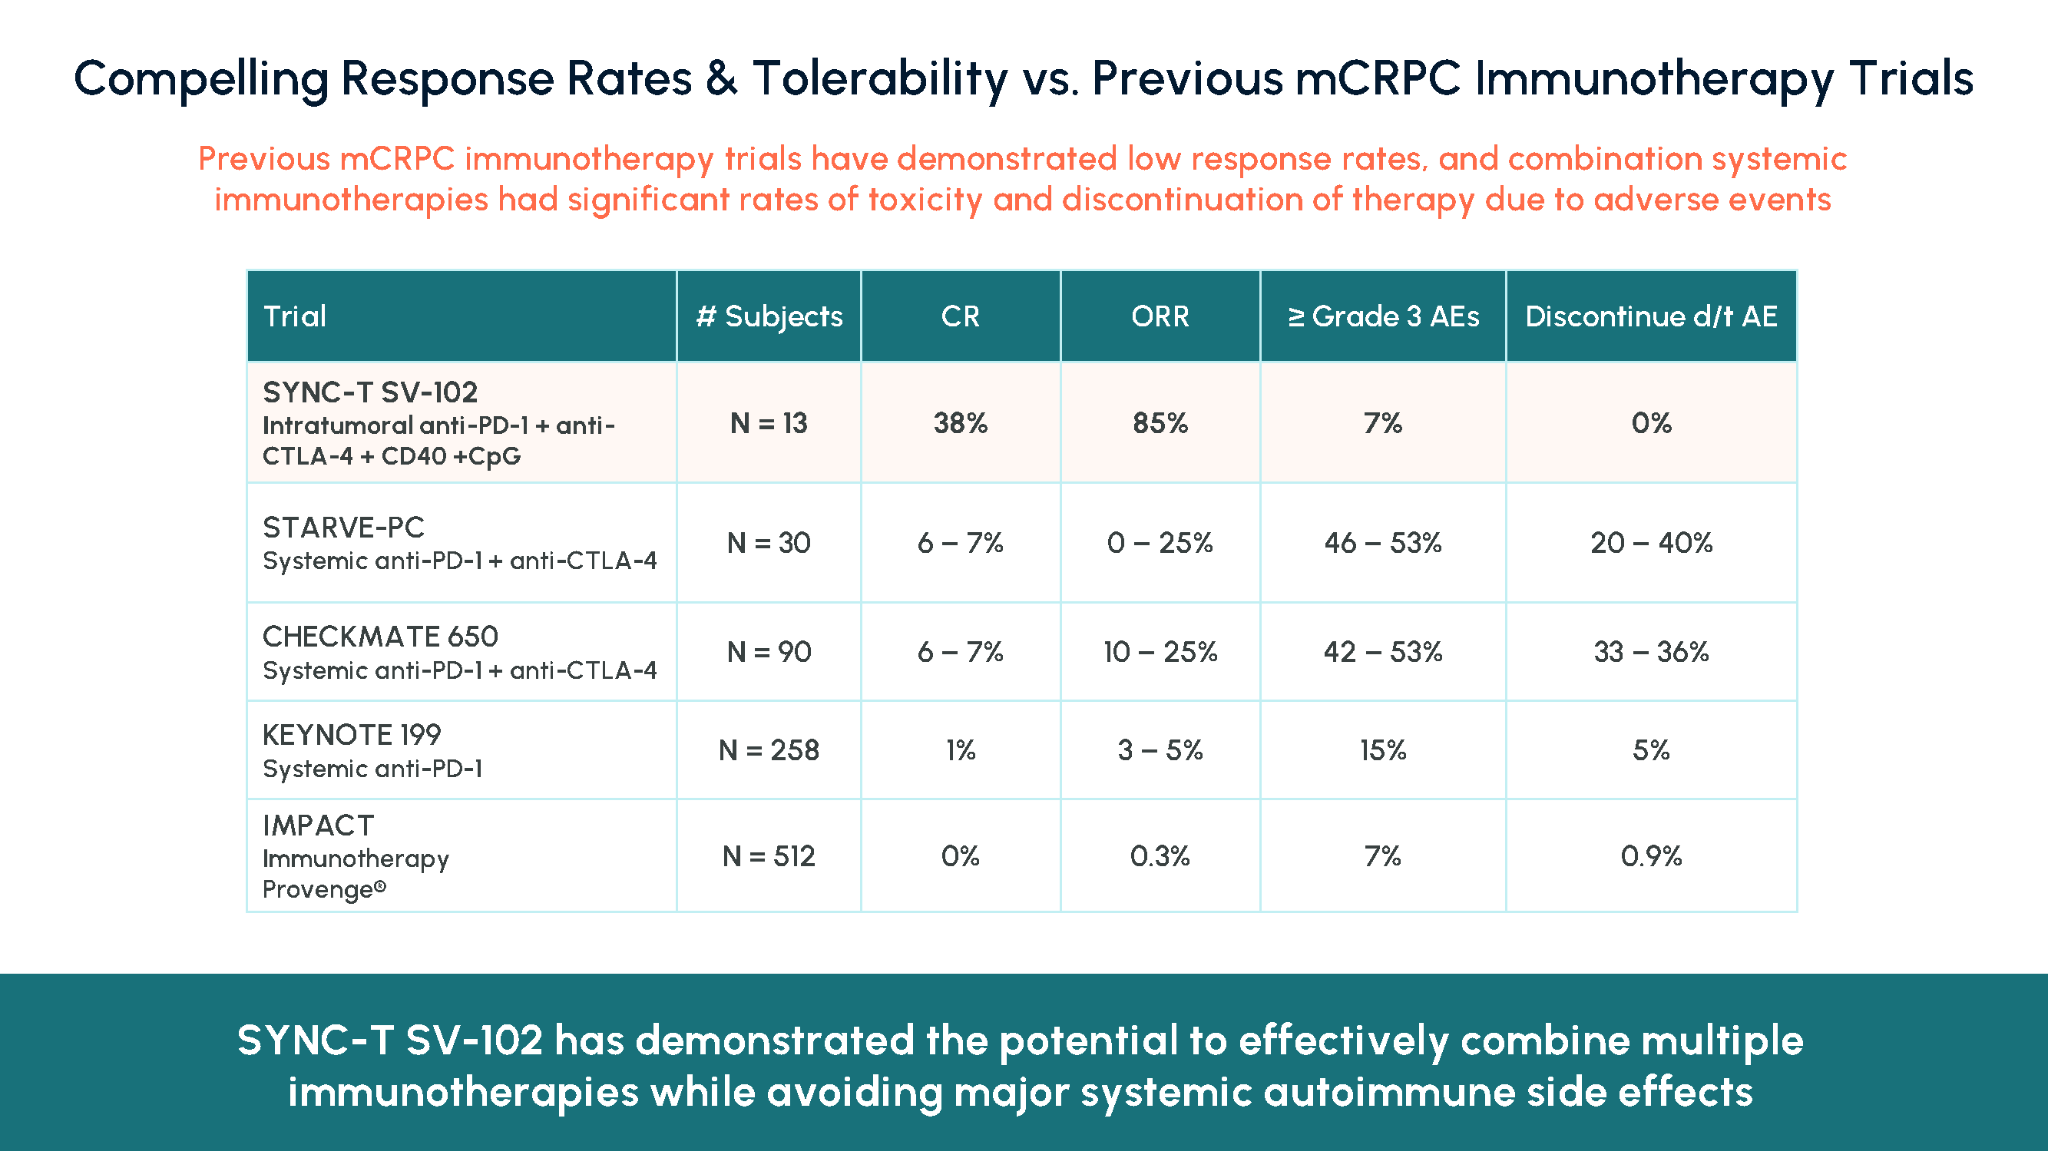 Compelling Response Rates & Tolerability vs. Previous mCRPC Immunotherapy Trials
Previous mCRPC immunotherapy trials have demonstrated low response rates, and combination systemic
immunotherapies had significant rates of toxicity and discontinuation of therapy due to adverse events
Trial # Subjects CR ORR ≥ Grade 3 AEs Discontinue d/t AE
SYNC-T SV-102
Intratumoral anti-PD-1 + anti-
CTLA-4 + CD40 +CpG
N = 13 38% 85% 7% 0%
STARVE-PC
Systemic anti-PD-1 + anti-CTLA-4
N = 30 6 – 7% 0 – 25% 46 – 53% 20 – 40%
CHECKMATE 650
Systemic anti-PD-1 + anti-CTLA-4
N = 90 6 – 7% 10 – 25% 42 – 53% 33 – 36%
KEYNOTE 199
Systemic anti-PD-1
N = 258 1% 3 – 5% 15% 5%
IMPACT
Immunotherapy
Provenge®
N = 512 0% 0.3% 7% 0.9%
SYNC-T SV-102 has demonstrated the potential to effectively combine multiple
immunotherapies while avoiding major systemic autoimmune side effects